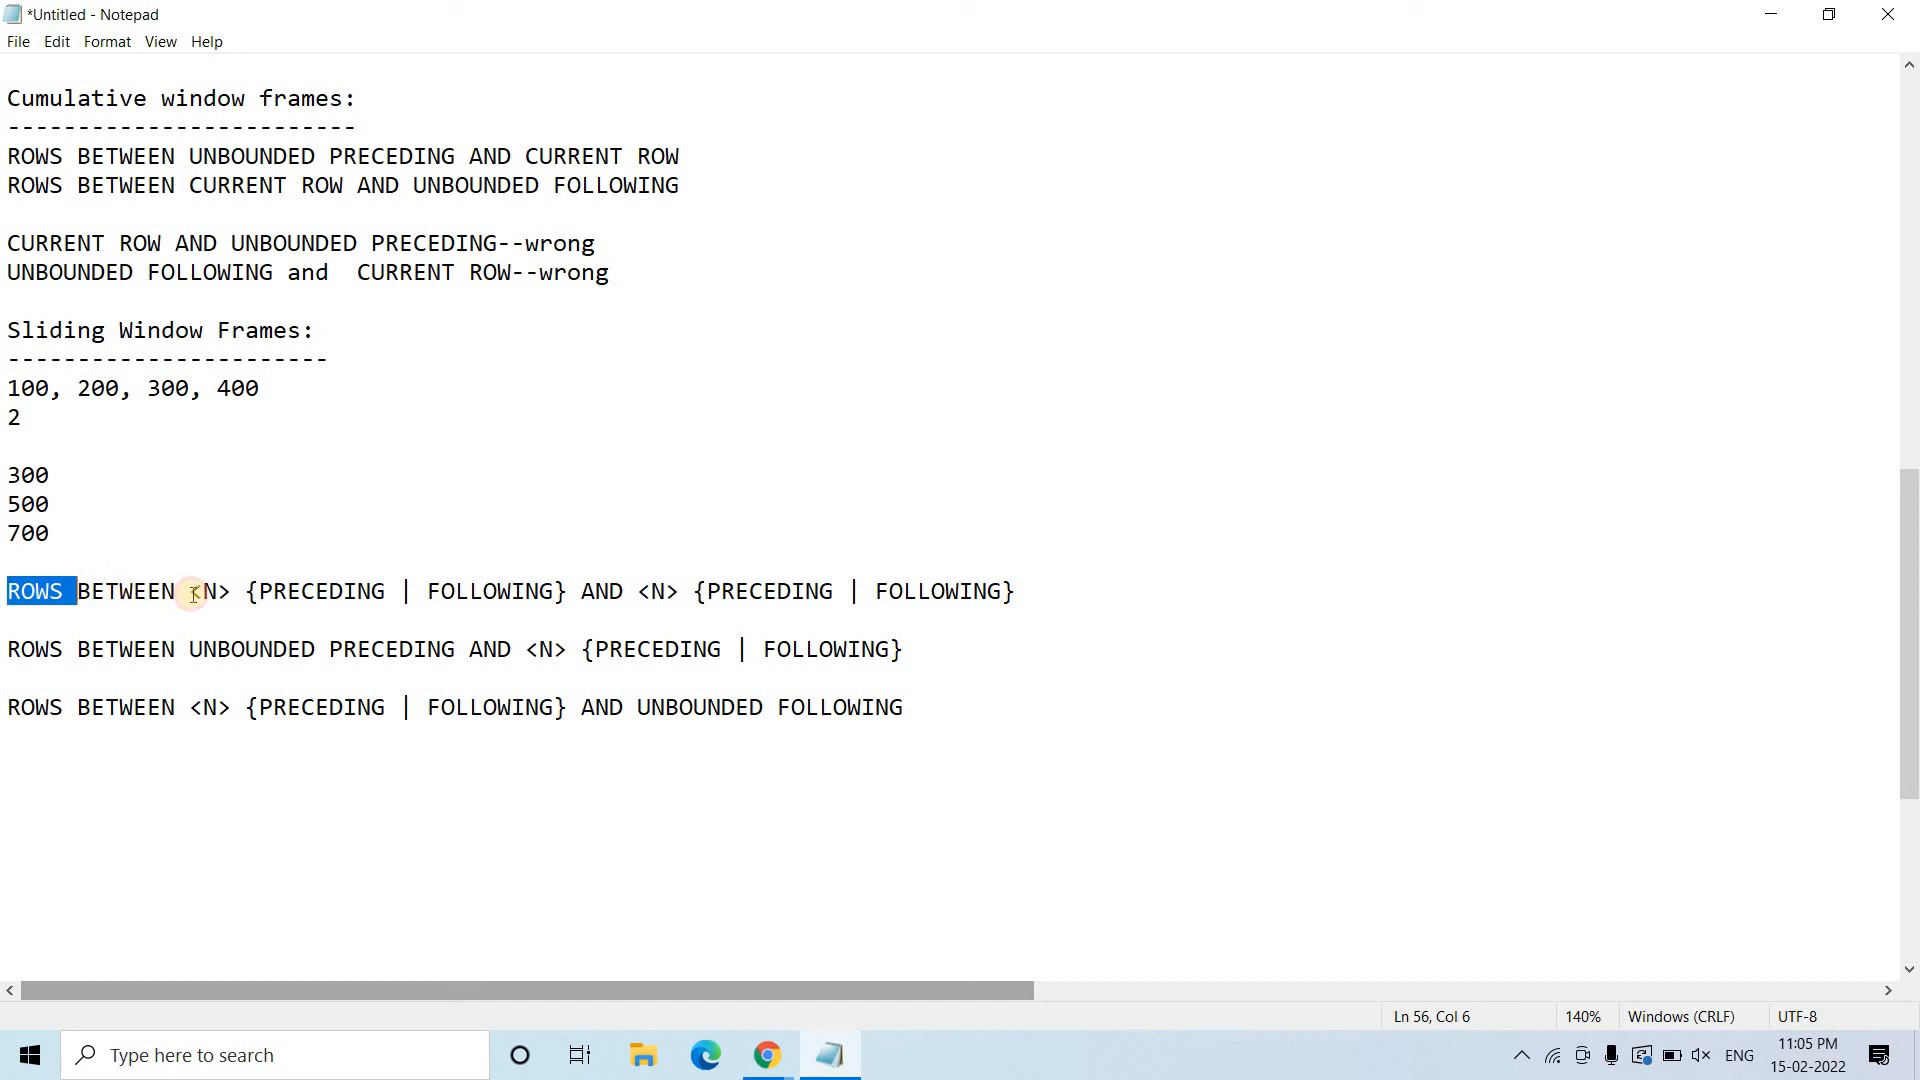 *Untitled - Notepad
File Edit Format View Help
Cumulative window frames:
-------------------------
ROWS BETWEEN UNBOUNDED PRECEDING AND CURRENT ROW
ROWS BETWEEN CURRENT ROW AND UNBOUNDED FOLLOWING
CURRENT ROW AND UNBOUNDED PRECEDING--wrong
UNBOUNDED FOLLOWING and  CURRENT ROW--wrong
Sliding Window Frames:
-----------------------
100, 200, 300, 400
2
300
500
700
ROWS BETWEEN <N> {PRECEDING | FOLLOWING} AND <N> {PRECEDING | FOLLOWING}
ROWS BETWEEN UNBOUNDED PRECEDING AND <N> {PRECEDING | FOLLOWING}
ROWS BETWEEN <N> {PRECEDING | FOLLOWING} AND UNBOUNDED FOLLOWING
Ln 56, Col 6 140% Windows (CRLF) UTF-8
Type here to search ENG 11:05 PM
15-02-2022